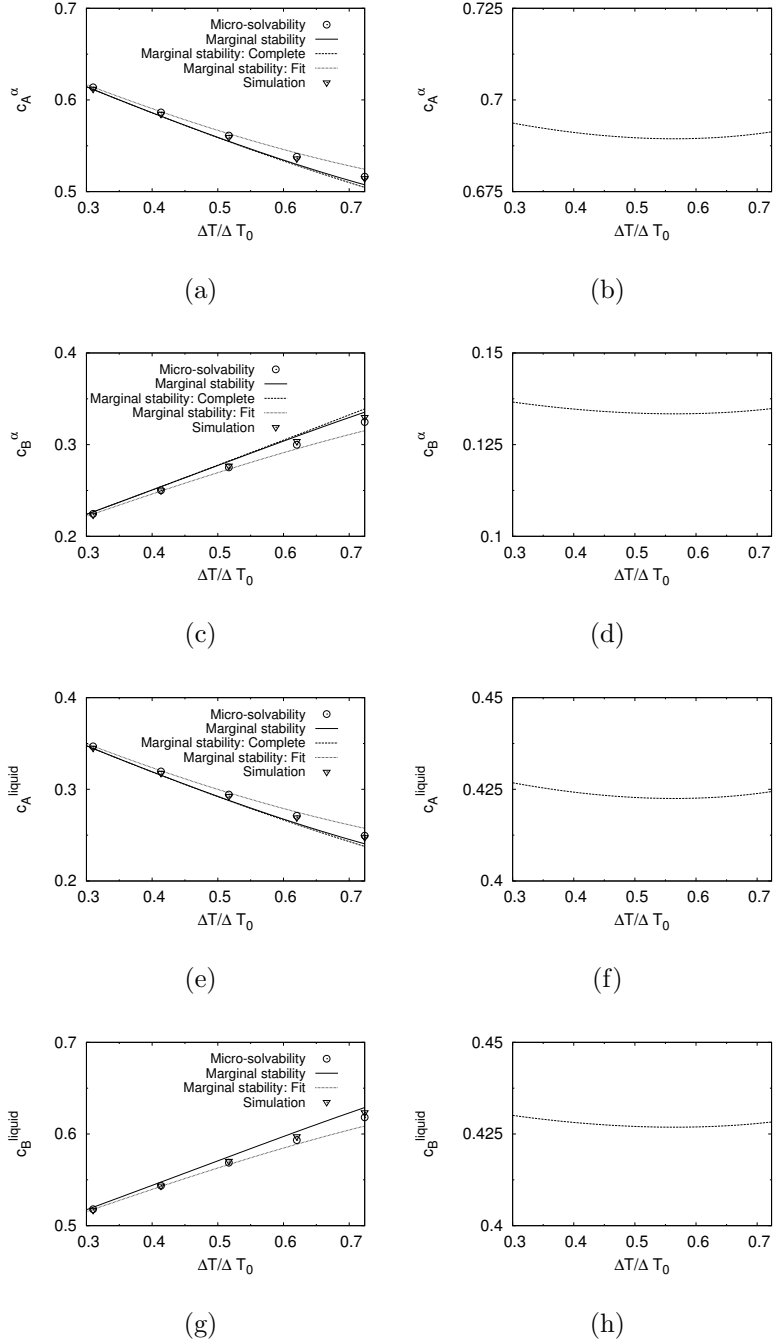 0.7
0.6
0.5
0.3 0.4 0.5 0.6 0.7
c_A^α
ΔT/Δ T_0
Micro-solvability
Marginal stability
Marginal stability: Complete
Marginal stability: Fit
Simulation
(a)
0.725
0.7
0.675
0.3 0.4 0.5 0.6 0.7
c_A^α
ΔT/Δ T_0
(b)
0.4
0.3
0.2
0.3 0.4 0.5 0.6 0.7
c_B^α
ΔT/Δ T_0
Micro-solvability
Marginal stability
Marginal stability: Complete
Marginal stability: Fit
Simulation
(c)
0.15
0.125
0.1
0.3 0.4 0.5 0.6 0.7
c_B^α
ΔT/Δ T_0
(d)
0.4
0.3
0.2
0.3 0.4 0.5 0.6 0.7
c_A^liquid
ΔT/Δ T_0
Micro-solvability
Marginal stability
Marginal stability: Complete
Marginal stability: Fit
Simulation
(e)
0.45
0.425
0.4
0.3 0.4 0.5 0.6 0.7
c_A^liquid
ΔT/Δ T_0
(f)
0.7
0.6
0.5
0.3 0.4 0.5 0.6 0.7
c_B^liquid
ΔT/Δ T_0
Micro-solvability
Marginal stability
Marginal stability: Fit
Simulation
(g)
0.45
0.425
0.4
0.3 0.4 0.5 0.6 0.7
c_B^liquid
ΔT/Δ T_0
(h)